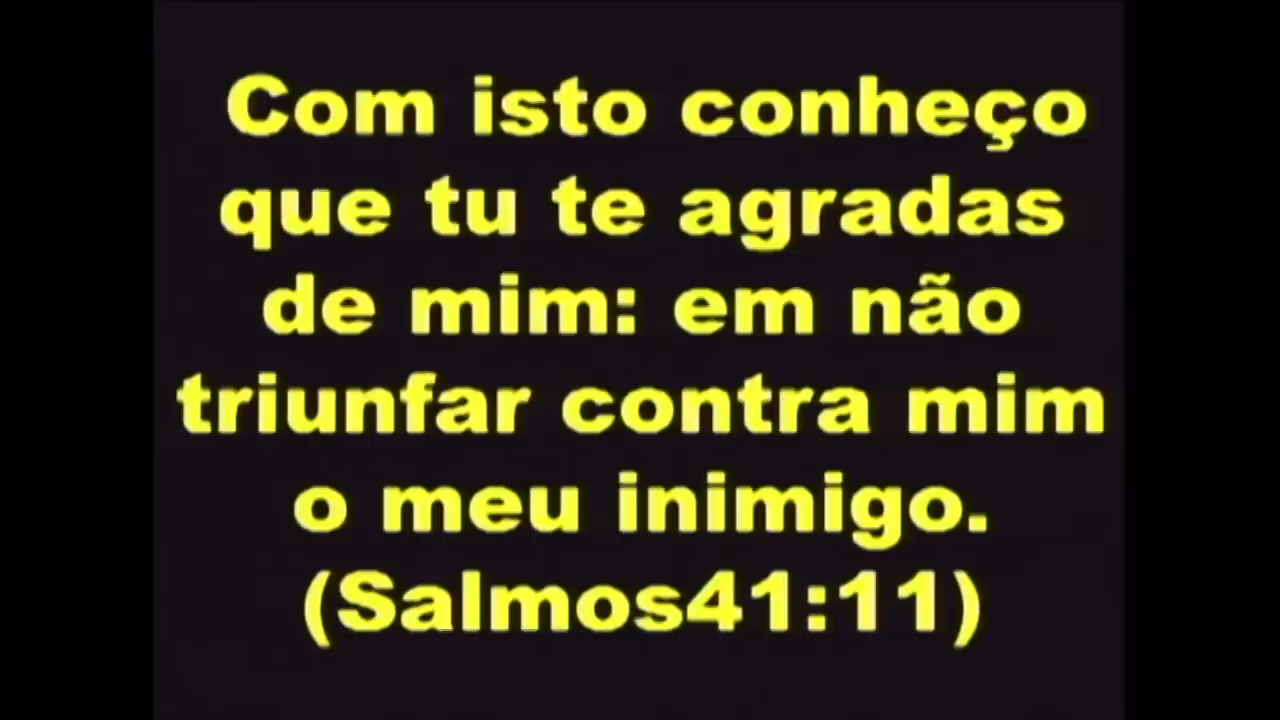 Com isto conheço
que tu te agradas
de mim: em não
triunfar contra mim
o meu inimigo.
(Salmos41:11)